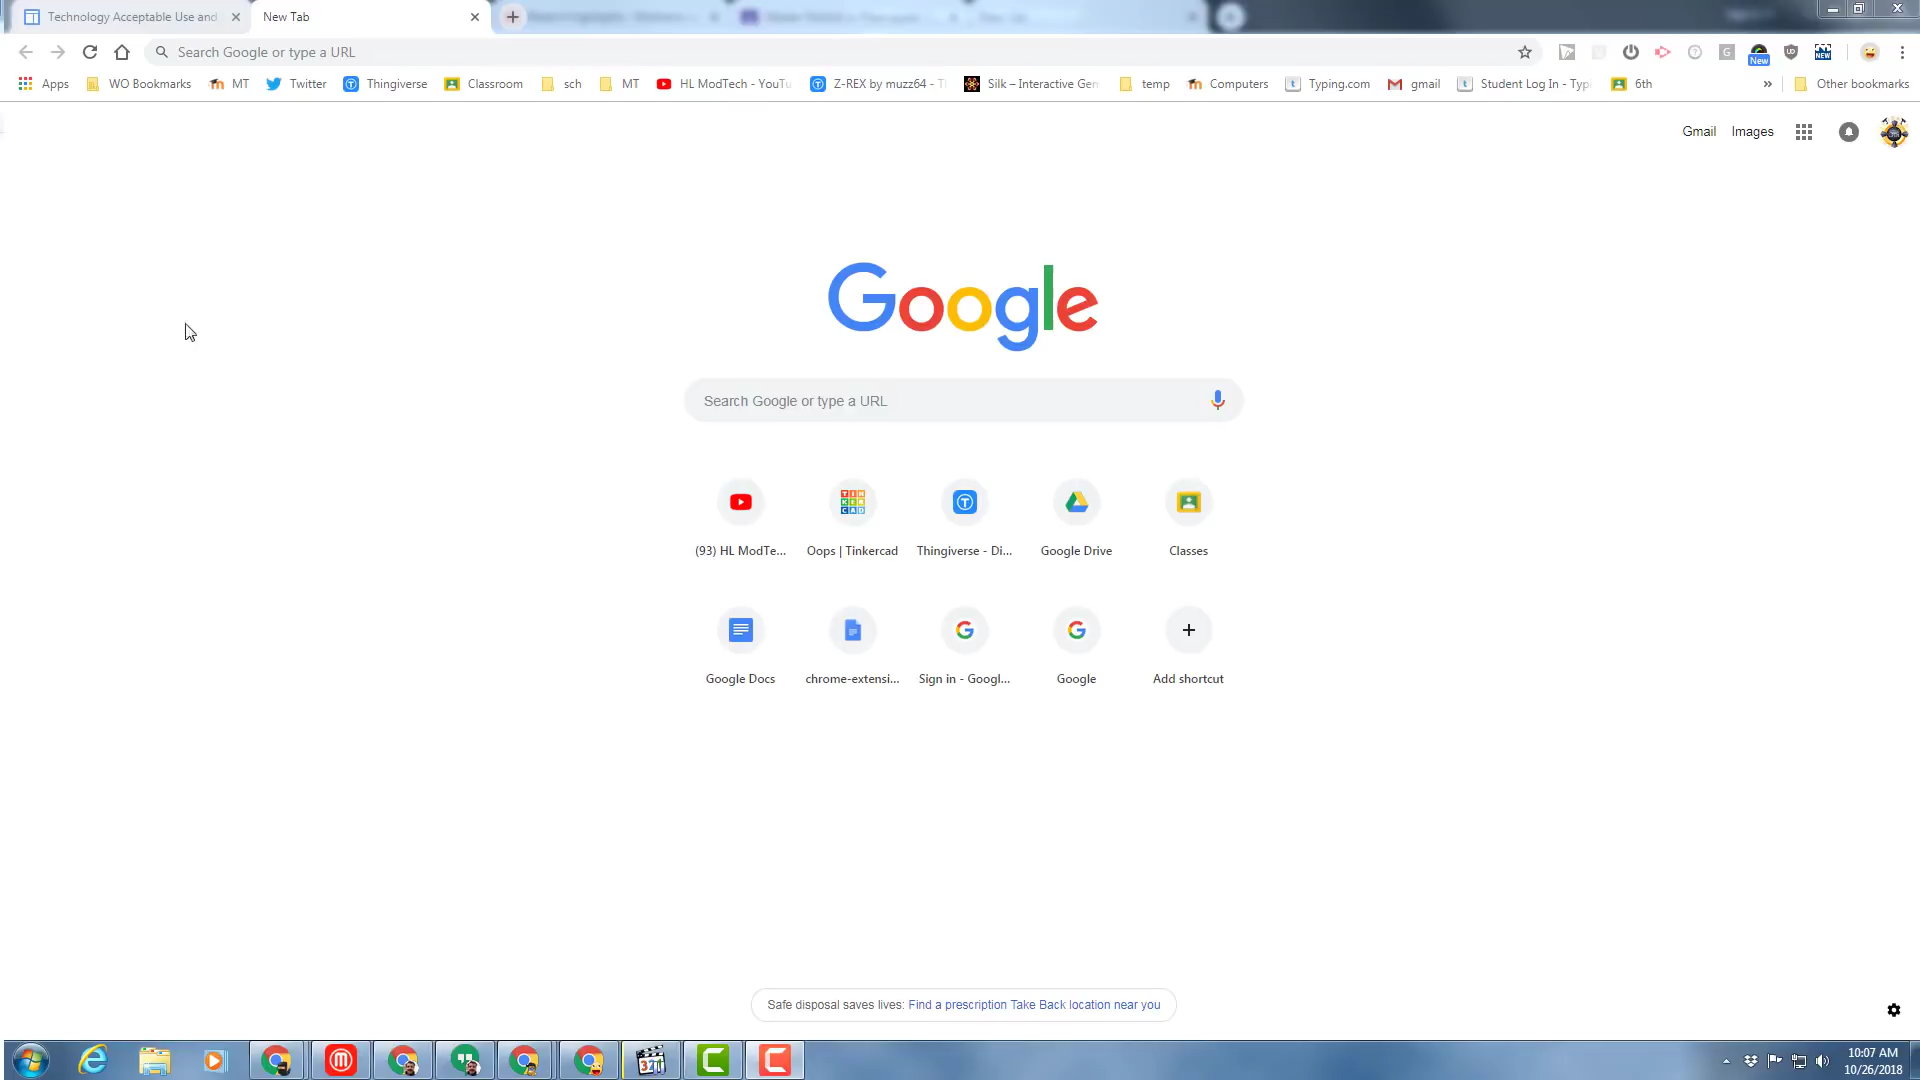 Technology Acceptable Use and
New Tab
Search Google or type a URL
New
NEW
Apps
WO Bookmarks
MT
Twitter
Thingiverse
Classroom
sch
MT
HL ModTech - YouTu
Z-REX by muzz64 - T
Silk – Interactive Gen
temp
Computers
Typing.com
gmail
Student Log In - Typi
6th
»
Other bookmarks
Gmail
Images
Google
Search Google or type a URL
(93) HL ModTe...
Oops | Tinkercad
Thingiverse - Di...
Google Drive
Classes
Google Docs
chrome-extensi...
Sign in - Googl...
Google
Add shortcut
Safe disposal saves lives: Find a prescription Take Back location near you
10:07 AM
10/26/2018